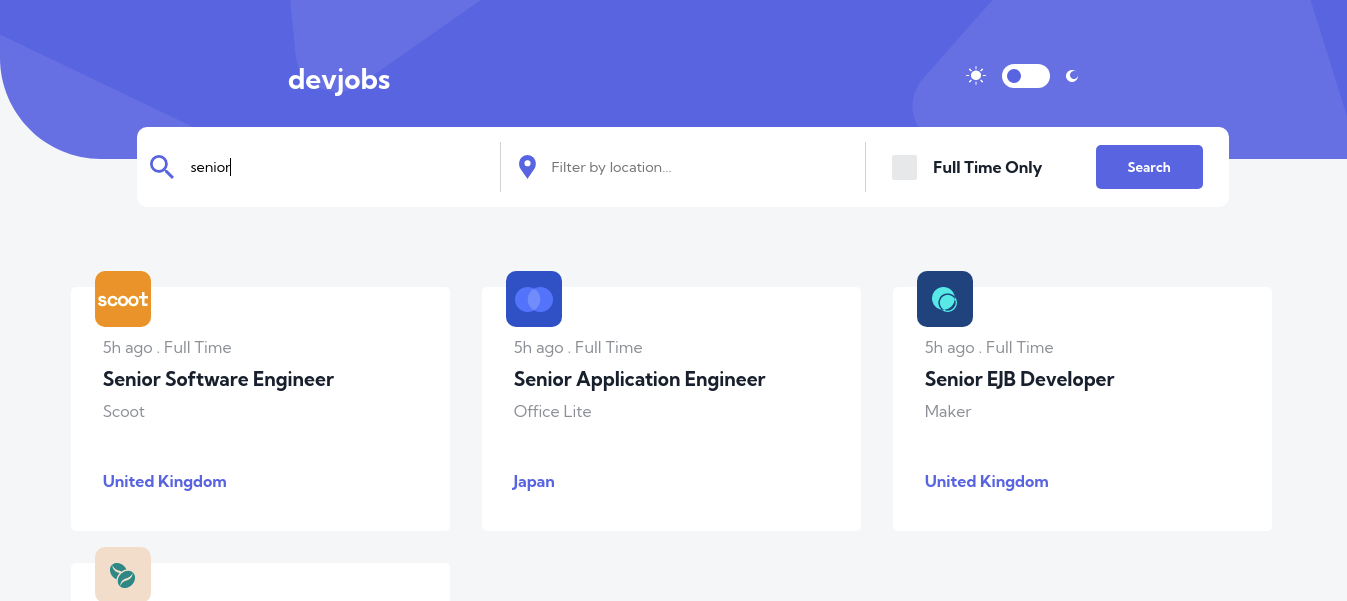 devjobs
senior
Filter by location...
Full Time Only
Search
scoot
5h ago . Full Time
Senior Software Engineer
Scoot
United Kingdom
5h ago . Full Time
Senior Application Engineer
Office Lite
Japan
5h ago . Full Time
Senior EJB Developer
Maker
United Kingdom